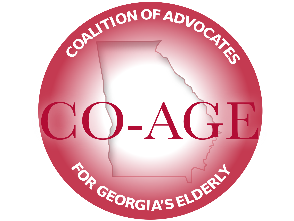 COALITION OF ADVOCATES
CO-AGE
FOR GEORGIA'S ELDERLY